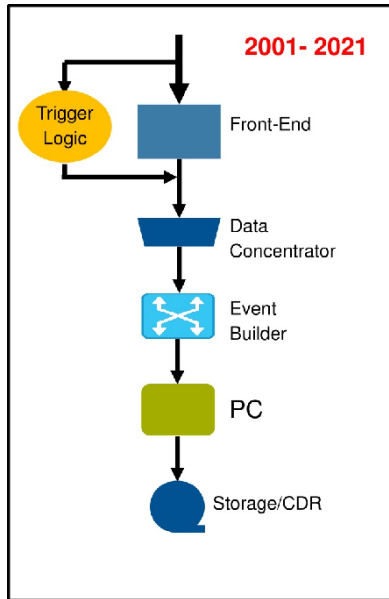 2001- 2021
Trigger
Logic
Front-End
Data
Concentrator
Event
Builder
PC
Storage/CDR